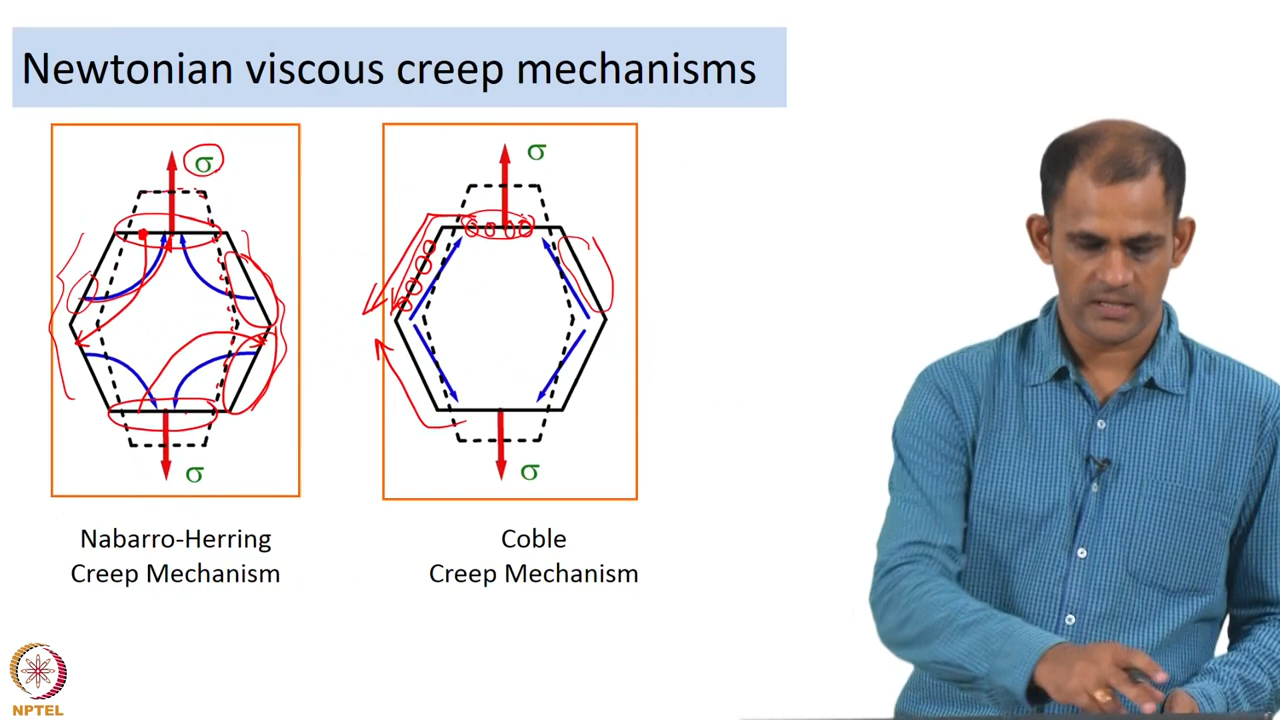 Newtonian viscous creep mechanisms
σ
σ
σ
σ
Nabarro-Herring
Creep Mechanism
Coble
Creep Mechanism
NPTEL